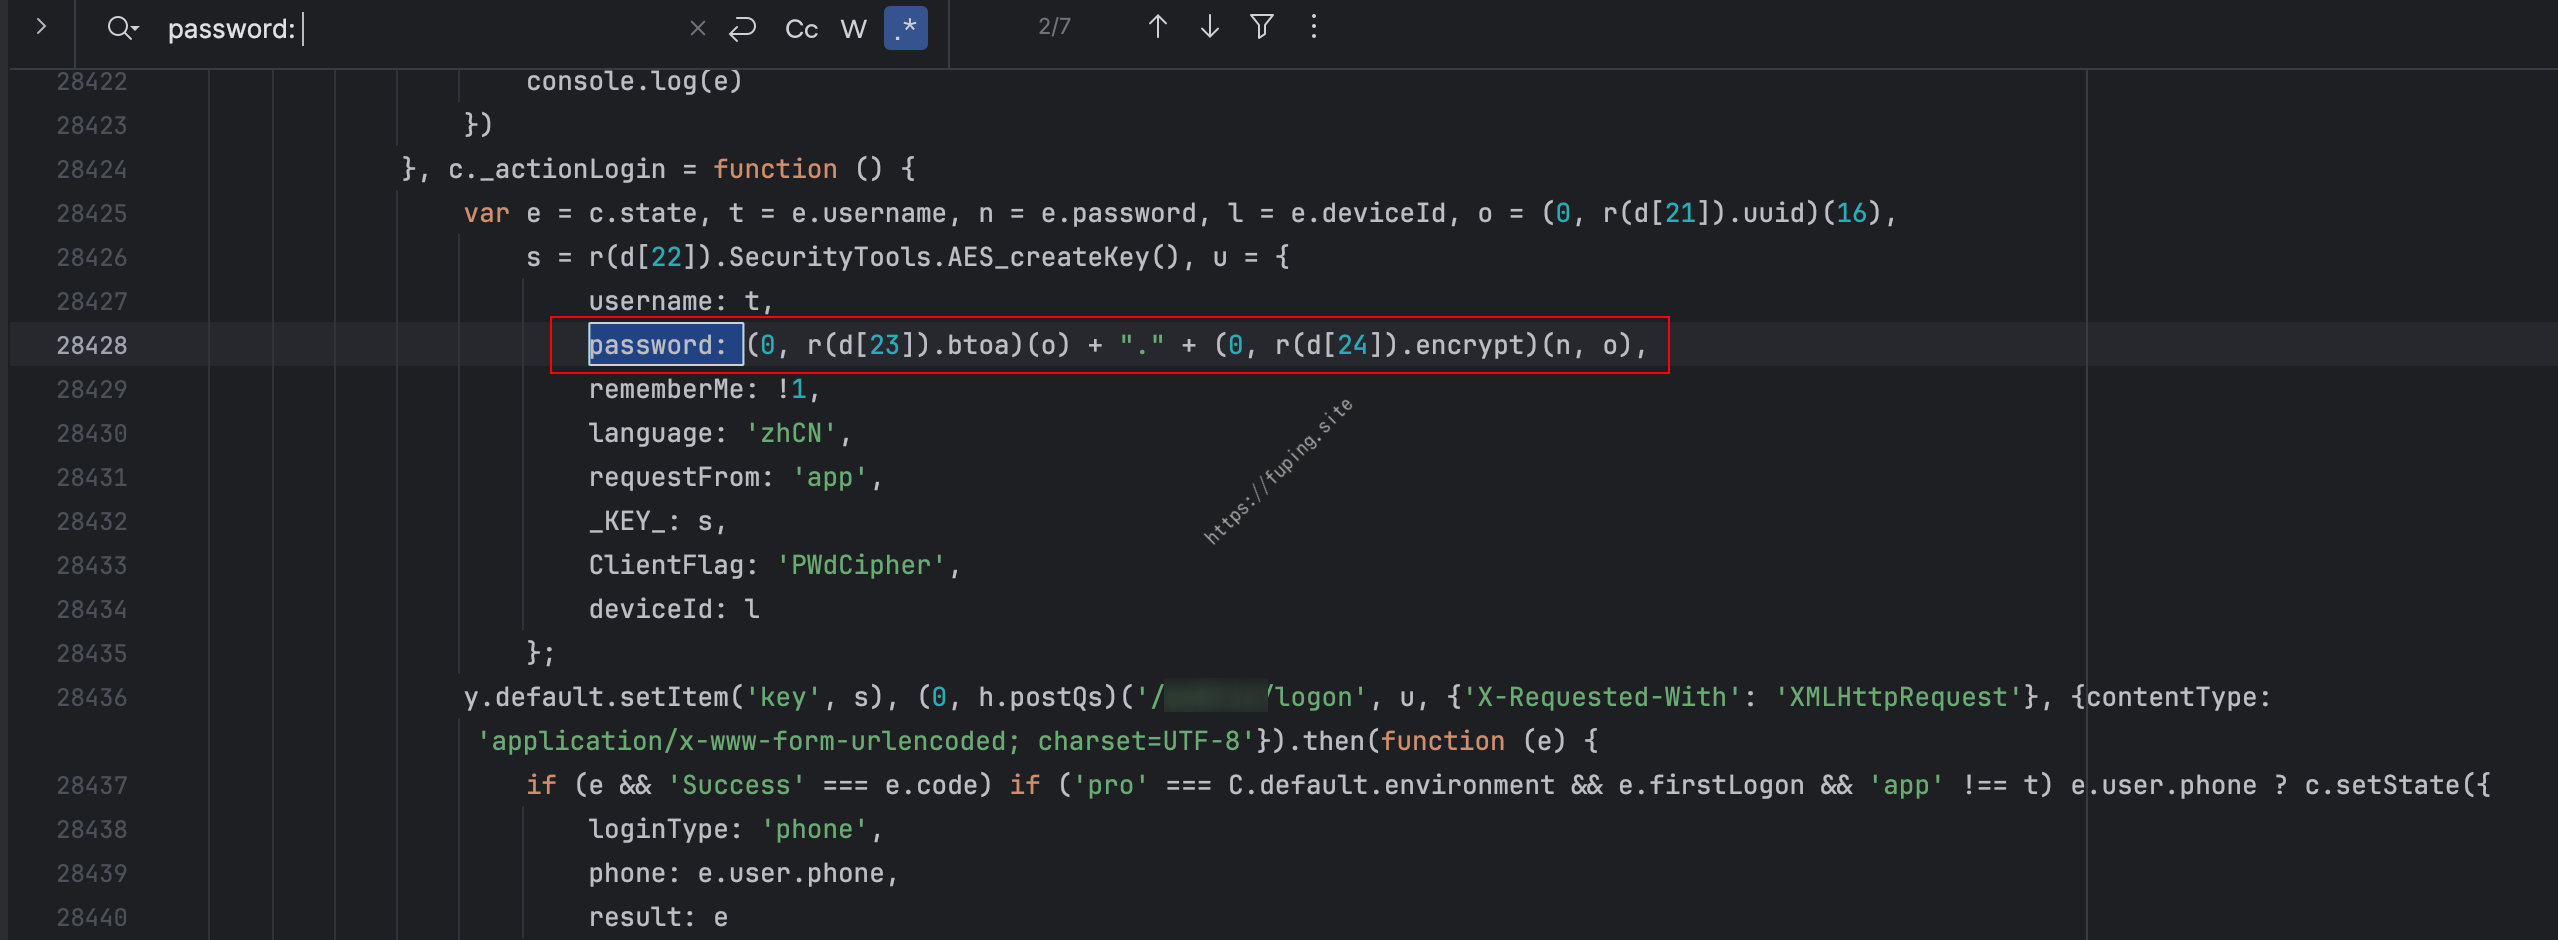 password:
Cc W .* 2/7
28422 console.log(e)
28423 })
28424 }, c._actionLogin = function () {
28425 var e = c.state, t = e.username, n = e.password, l = e.deviceId, o = (0, r(d[21]).uuid)(16),
28426 s = r(d[22]).SecurityTools.AES_createKey(), u = {
28427 username: t,
28428 password: (0, r(d[23]).btoa)(o) + "." + (0, r(d[24]).encrypt)(n, o),
28429 rememberMe: !1,
28430 language: 'zhCN',
28431 requestFrom: 'app',
28432 _KEY_: s,
28433 ClientFlag: 'PWdCipher',
28434 deviceId: l
28435 };
28436 y.default.setItem('key', s), (0, h.postQs)('/ /logon', u, {'X-Requested-With': 'XMLHttpRequest'}, {contentType:
'application/x-www-form-urlencoded; charset=UTF-8'}).then(function (e) {
28437 if (e && 'Success' === e.code) if ('pro' === C.default.environment && e.firstLogon && 'app' !== t) e.user.phone ? c.setState({
28438 loginType: 'phone',
28439 phone: e.user.phone,
28440 result: e
https://fuping.site